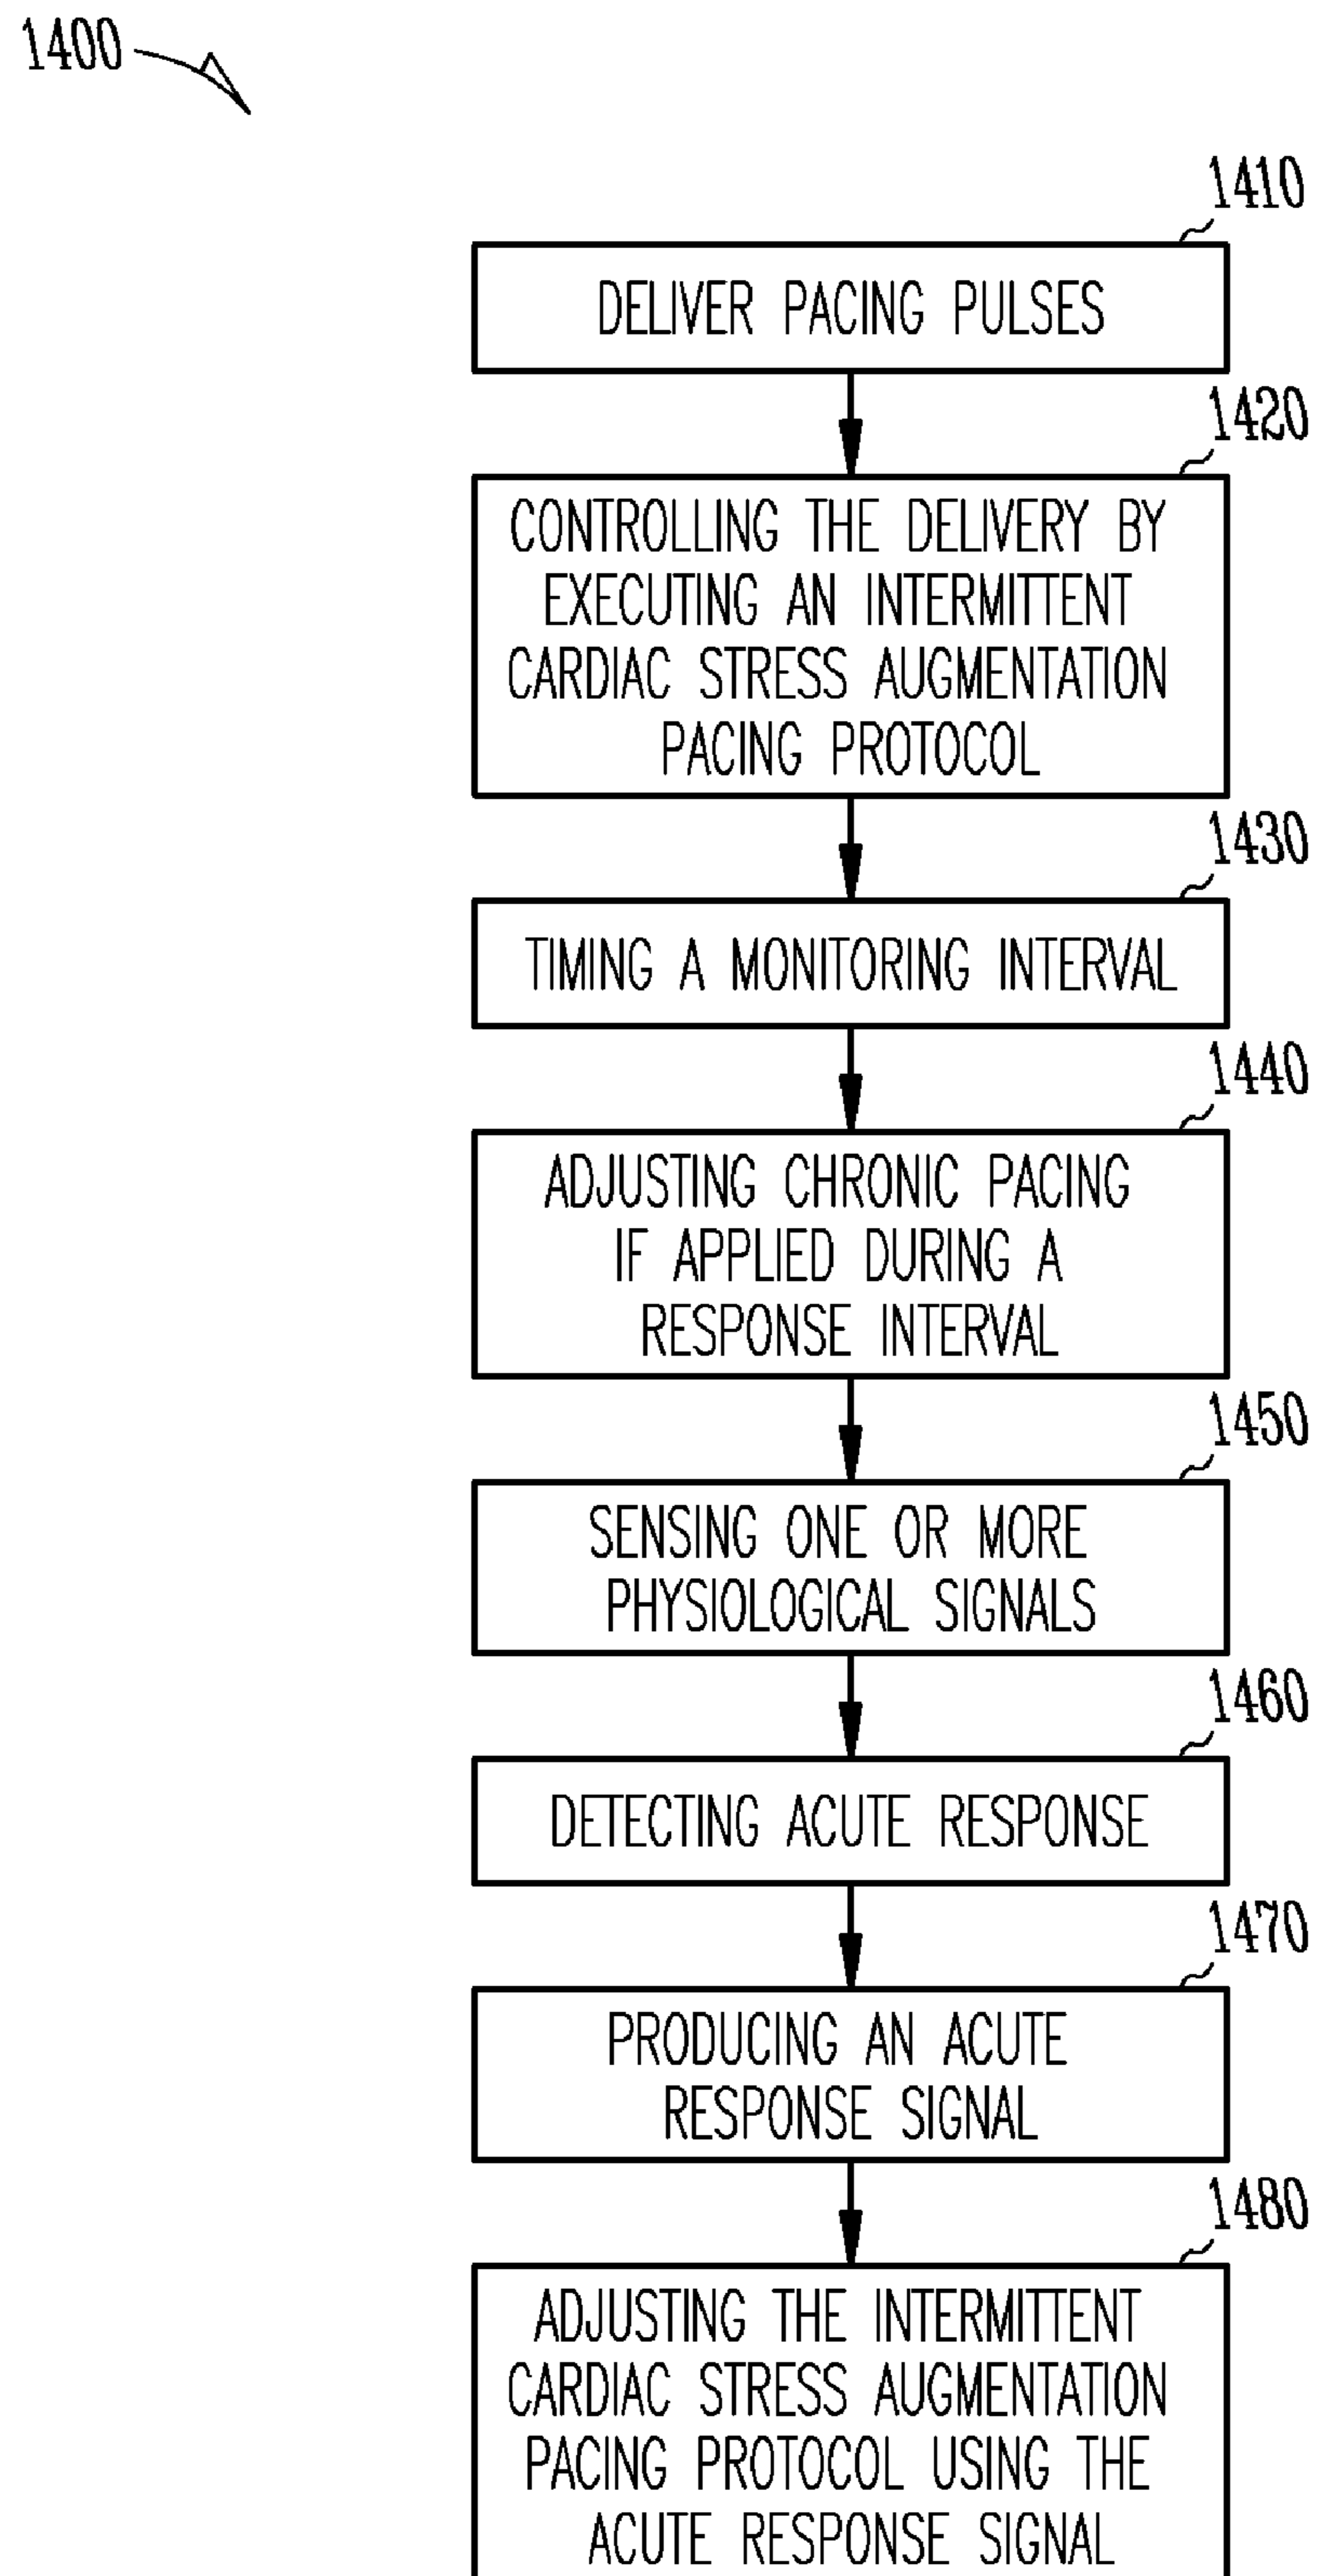 1400
1410
DELIVER PACING PULSES
1420
CONTROLLING THE DELIVERY BY
EXECUTING AN INTERMITTENT
CARDIAC STRESS AUGMENTATION
PACING PROTOCOL
1430
TIMING A MONITORING INTERVAL
1440
ADJUSTING CHRONIC PACING
IF APPLIED DURING A
RESPONSE INTERVAL
1450
SENSING ONE OR MORE
PHYSIOLOGICAL SIGNALS
1460
DETECTING ACUTE RESPONSE
1470
PRODUCING AN ACUTE
RESPONSE SIGNAL
1480
ADJUSTING THE INTERMITTENT
CARDIAC STRESS AUGMENTATION
PACING PROTOCOL USING THE
ACUTE RESPONSE SIGNAL